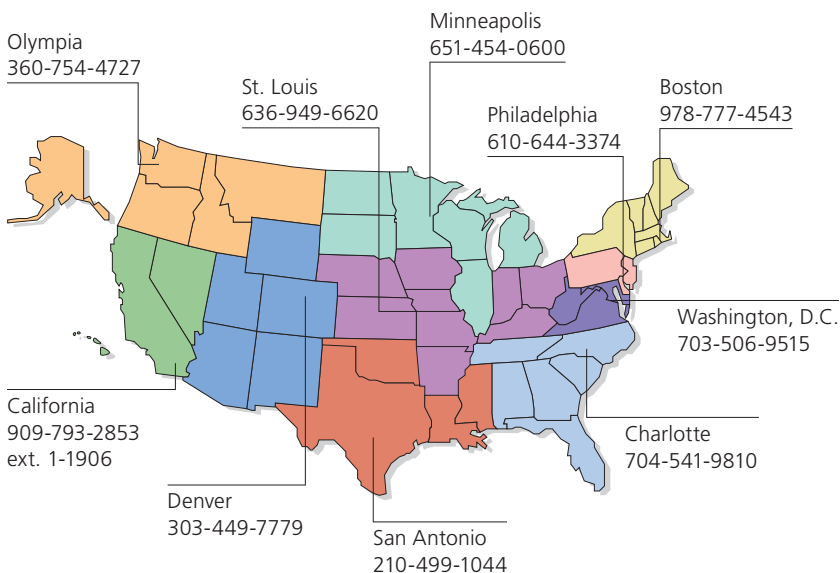 Minneapolis
651-454-0600
Olympia
360-754-4727
St. Louis
636-949-6620
Boston
978-777-4543
Philadelphia
610-644-3374
Washington, D.C.
703-506-9515
California
909-793-2853
ext. 1-1906
Charlotte
704-541-9810
Denver
303-449-7779
San Antonio
210-499-1044